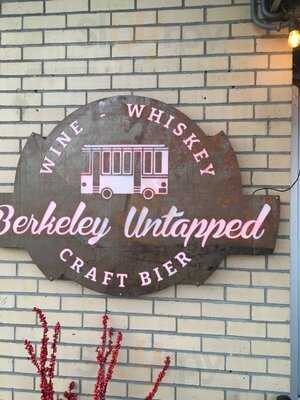 WINE - WHISKEY
Berkeley Untapped
CRAFT BIER